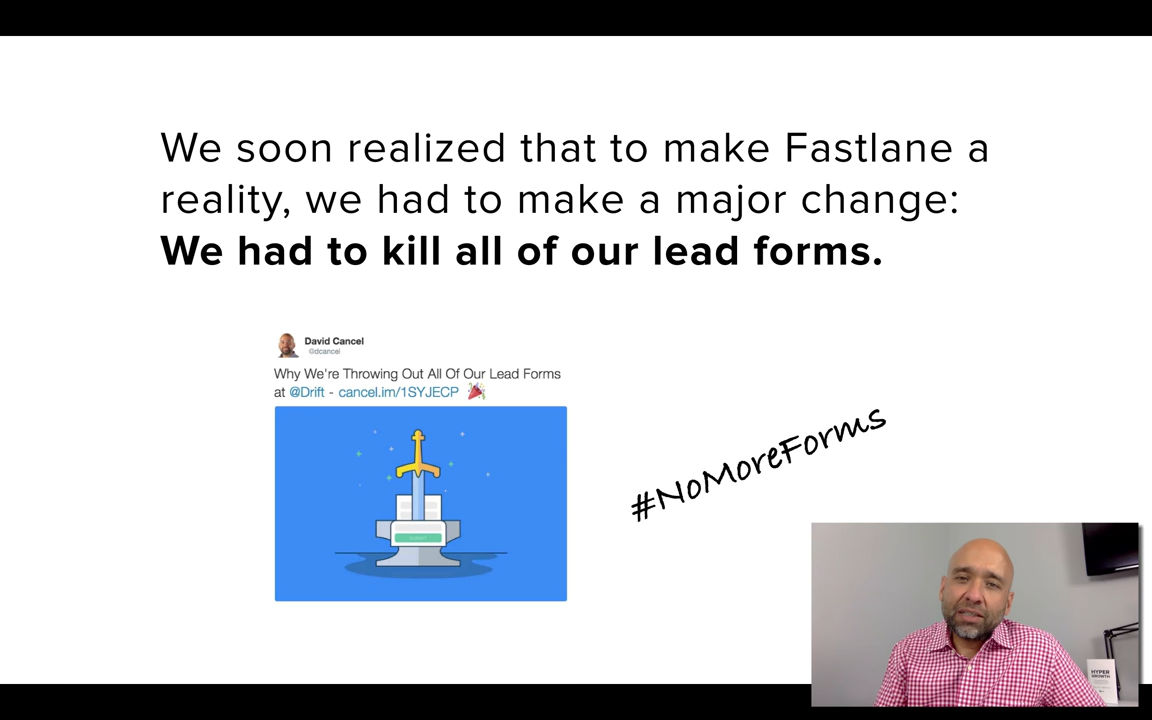 We soon realized that to make Fastlane a
reality, we had to make a major change:
We had to kill all of our lead forms.
David Cancel
@dcancel
Why We're Throwing Out All Of Our Lead Forms
at @Drift - cancel.im/1SYJECP
#NoMoreForms
HYPER
GROWTH